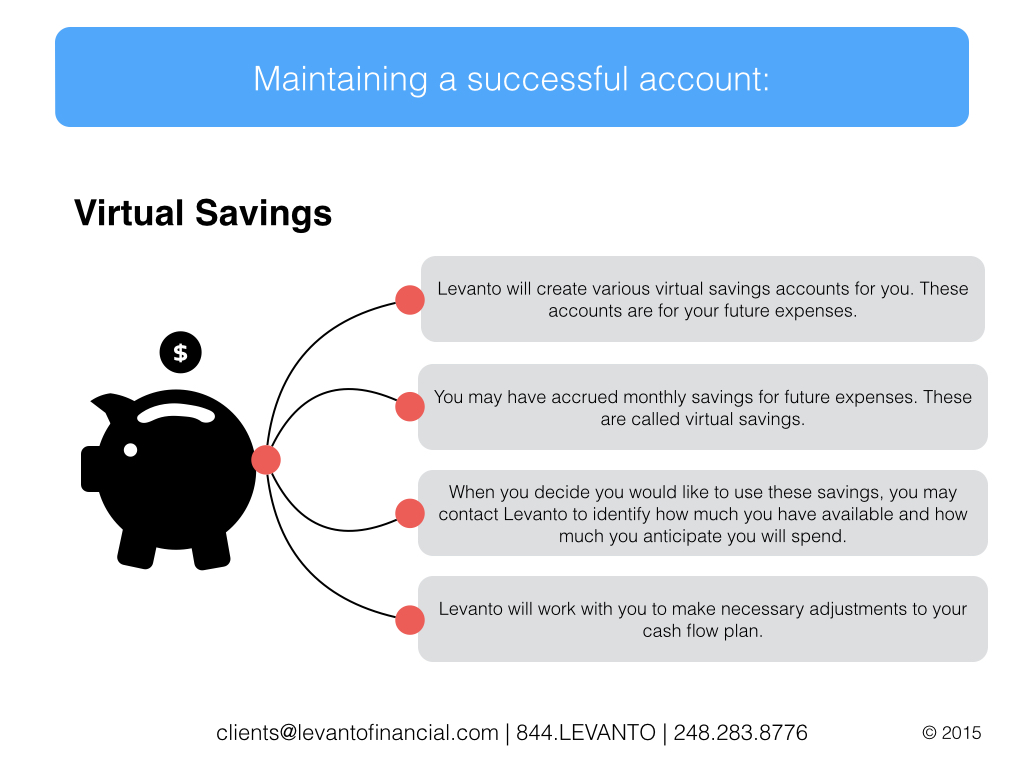 Maintaining a successful account:
Virtual Savings
Levanto will create various virtual savings accounts for you. These
accounts are for your future expenses.
$
You may have accrued monthly savings for future expenses. These
are called virtual savings.
When you decide you would like to use these savings, you may
contact Levanto to identify how much you have available and how
much you anticipate you will spend.
Levanto will work with you to make necessary adjustments to your
cash flow plan.
clients@levantofinancial.com | 844.LEVANTO | 248.283.8776
© 2015